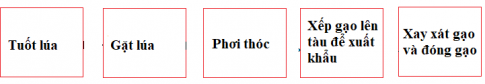 Tuốt lúa
Gặt lúa
Phơi thóc
Xếp gạo lên
tàu để xuất
khẩu
Xay xát gạo
và đóng gạo